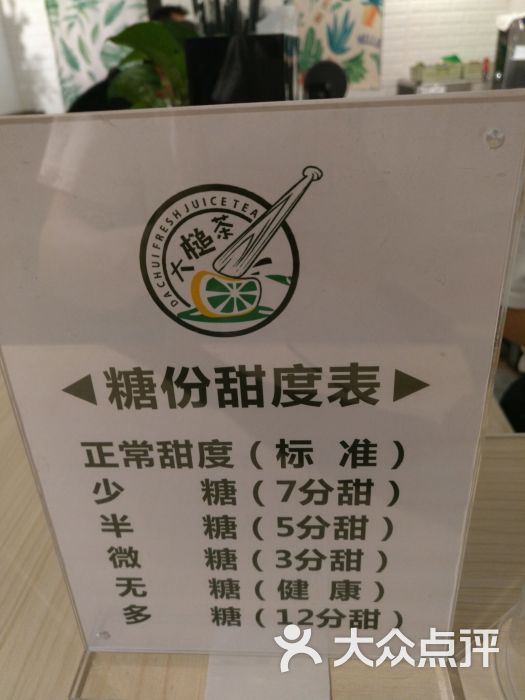 DACHUI FRESH JUICE TEA
大槌茶
糖份甜度表
正常甜度(标 准)
少 糖(7分甜)
半 糖(5分甜)
微 糖(3分甜)
无 糖(健 康)
多 糖(12分甜)
大众点评